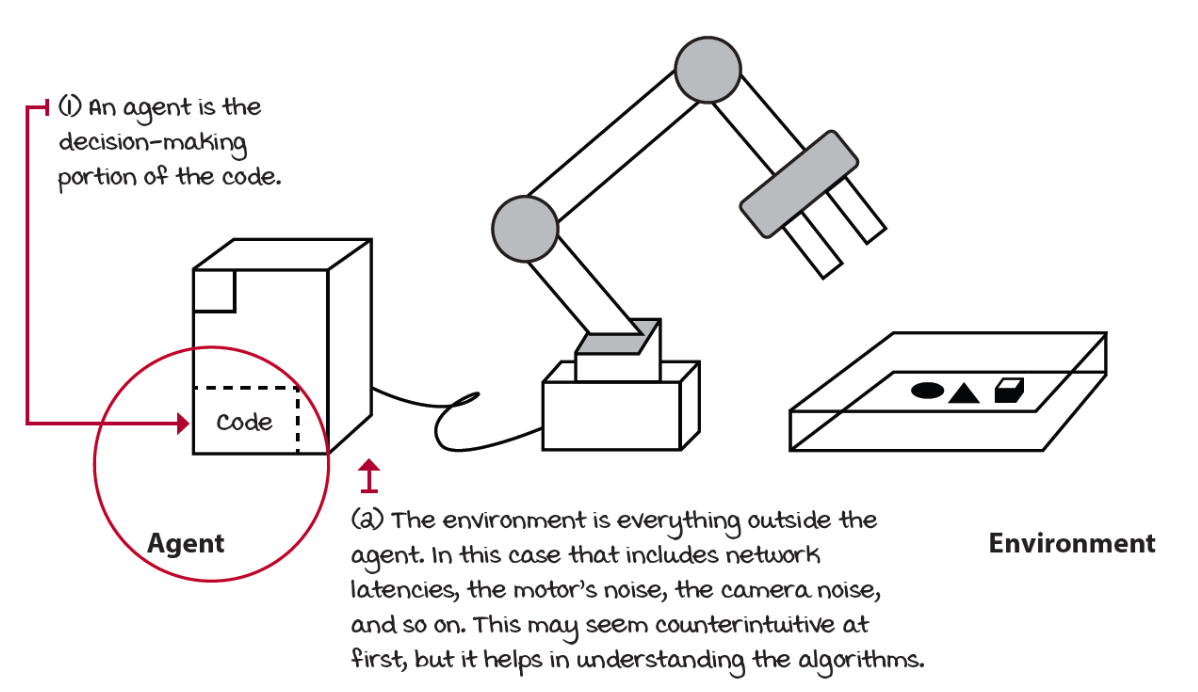 (1) An agent is the
decision-making
portion of the code.
Code
Agent
(2) The environment is everything outside the
agent. In this case that includes network
latencies, the motor's noise, the camera noise,
and so on. This may seem counterintuitive at
first, but it helps in understanding the algorithms.
Environment